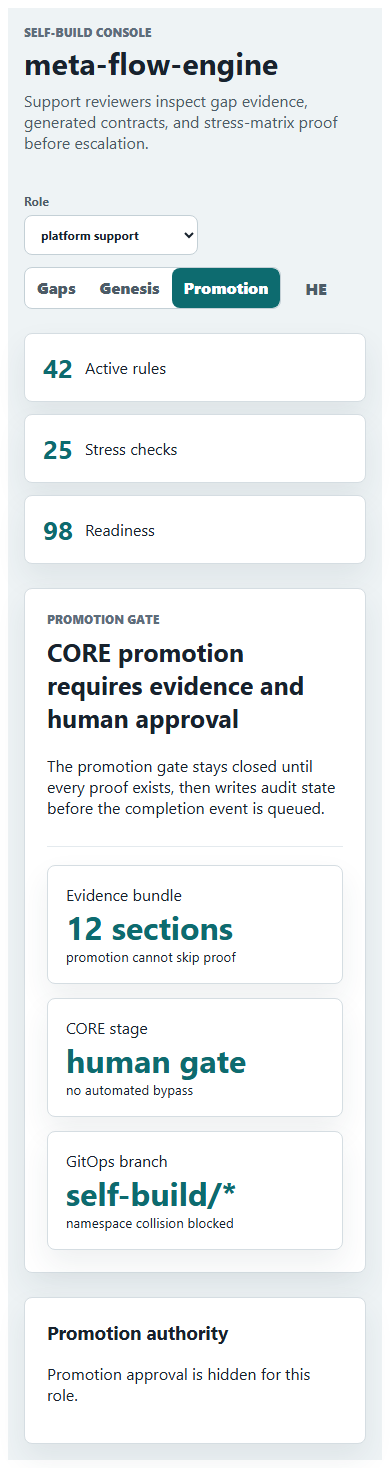 SELF-BUILD CONSOLE
meta-flow-engine
Support reviewers inspect gap evidence,
generated contracts, and stress-matrix proof
before escalation.
Role
platform support
Gaps Genesis Promotion HE
42 Active rules
25 Stress checks
98 Readiness
PROMOTION GATE
CORE promotion
requires evidence and
human approval
The promotion gate stays closed until
every proof exists, then writes audit state
before the completion event is queued.
Evidence bundle
12 sections
promotion cannot skip proof
CORE stage
human gate
no automated bypass
GitOps branch
self-build/*
namespace collision blocked
Promotion authority
Promotion approval is hidden for this
role.